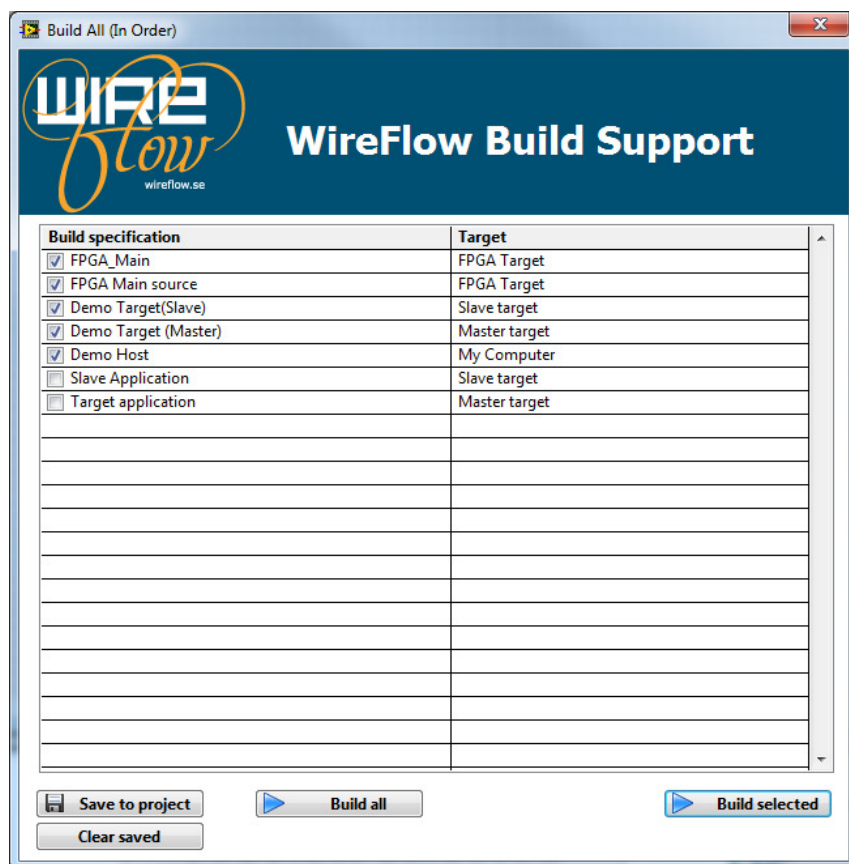 Build All (In Order)
WIRE
flow
wireflow.se
WireFlow Build Support
Build specification Target
FPGA_Main FPGA Target
FPGA Main source FPGA Target
Demo Target(Slave) Slave target
Demo Target (Master) Master target
Demo Host My Computer
Slave Application Slave target
Target application Master target
Save to project Build all Build selected
Clear saved